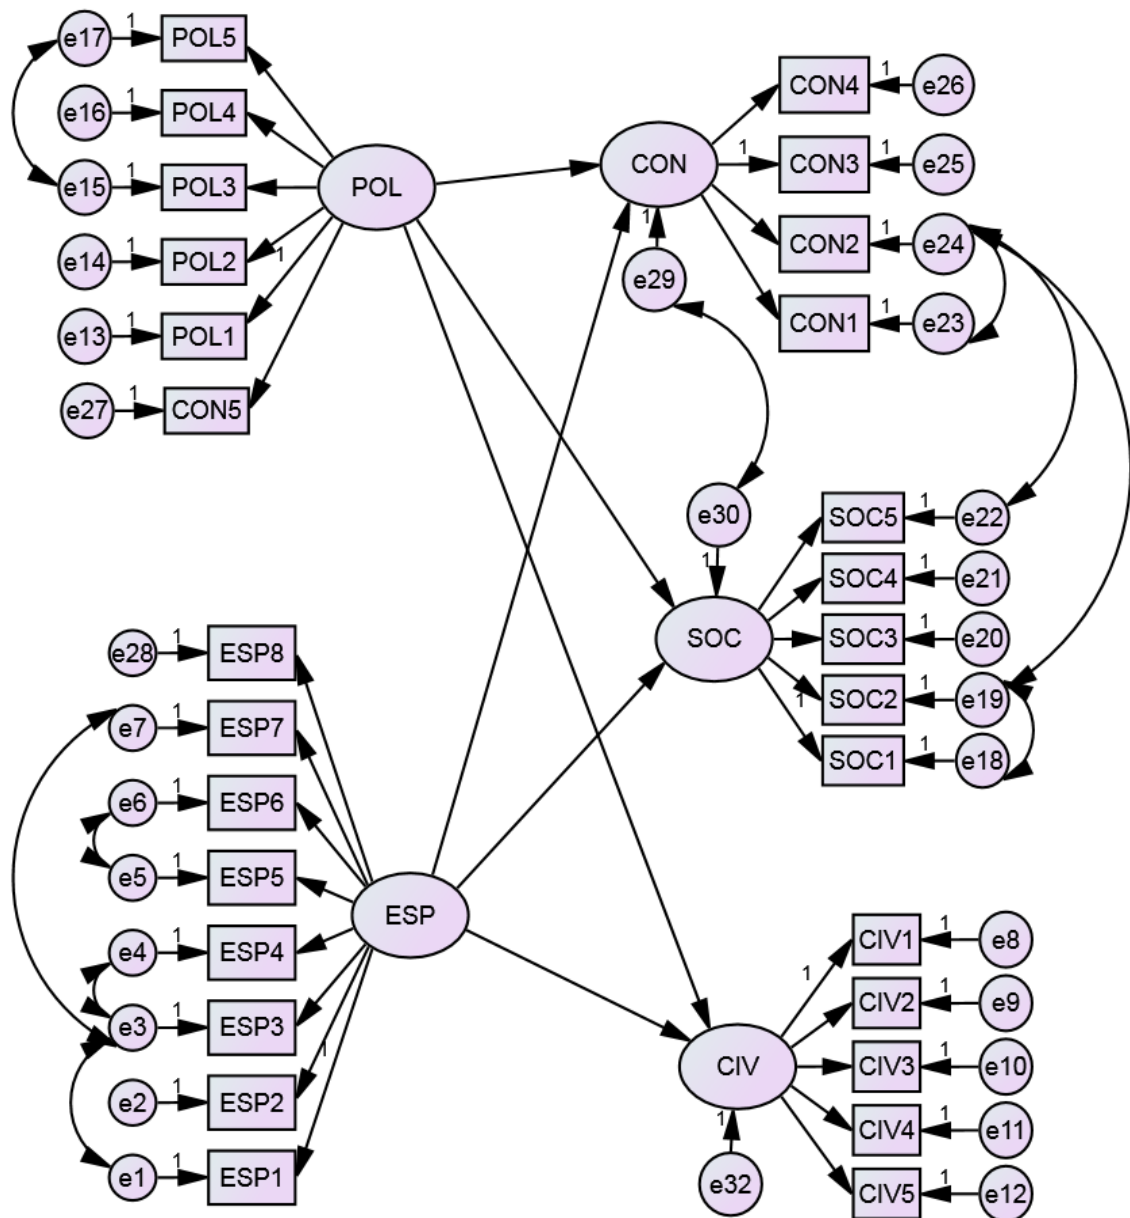 e17 1 POL5
e16 1 POL4
e15 1 POL3
e14 1 POL2
e13 1 POL1
e27 1 CON5
POL
1
CON
1
e29
CON4 1 e26
1 CON3 1 e25
CON2 1 e24
CON1 1 e23
e30
1
SOC
SOC5 1 e22
SOC4 1 e21
SOC3 1 e20
1 SOC2 1 e19
SOC1 1 e18
e28 1 ESP8
e7 1 ESP7
e6 1 ESP6
e5 1 ESP5
e4 1 ESP4
e3 1 ESP3
e2 1 ESP2
e1 1 ESP1
ESP
1
CIV
1
e32
1 CIV1 1 e8
CIV2 1 e9
CIV3 1 e10
CIV4 1 e11
CIV5 1 e12